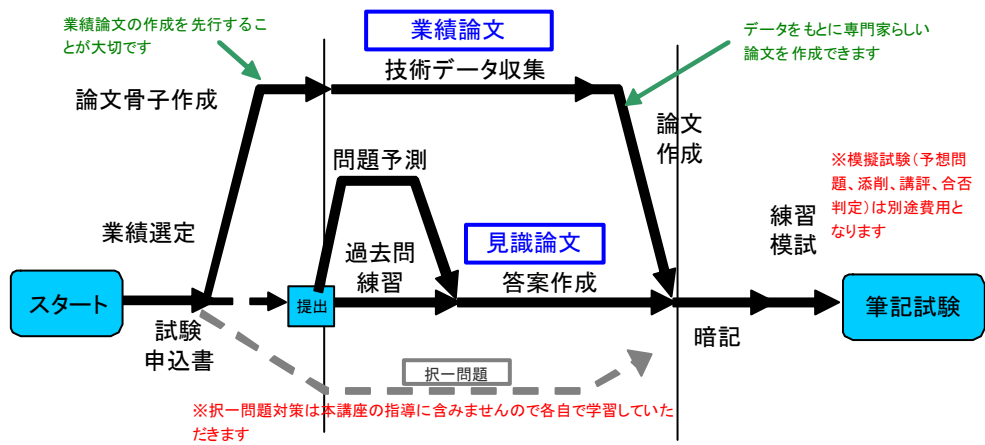 業績論文の作成を先行するこ
とが大切です
業績論文
データをもとに専門家らしい
論文を作成できます
技術データ収集
論文骨子作成
論文
作成
問題予測
※模擬試験(予想問
題、添削、講評、合否
判定)は別途費用と
なります
業績選定
練習
模試
過去問
練習
見識論文
答案作成
スタート
提出
筆記試験
試験
申込書
暗記
択一問題
※択一問題対策は本講座の指導に含みませんので各自で学習していた
だきます